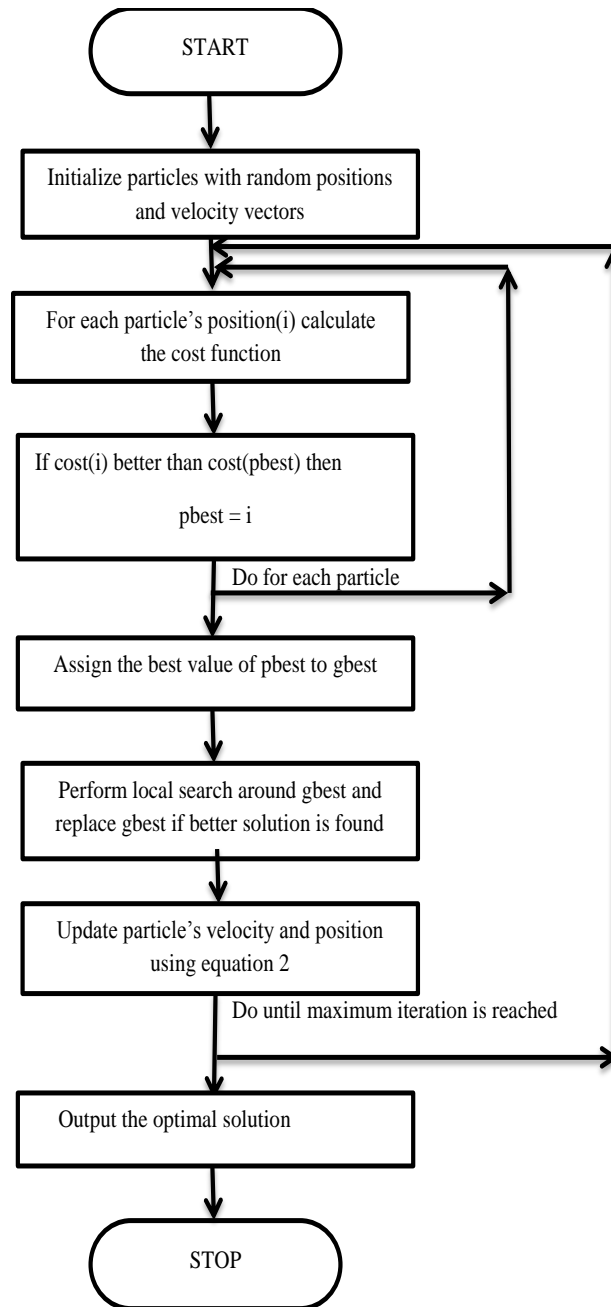 START
Initialize particles with random positions
and velocity vectors
For each particle’s position(i) calculate
the cost function
If cost(i) better than cost(pbest) then
pbest = i
Do for each particle
Assign the best value of pbest to gbest
Perform local search around gbest and
replace gbest if better solution is found
Update particle’s velocity and position
using equation 2
Do until maximum iteration is reached
Output the optimal solution
STOP